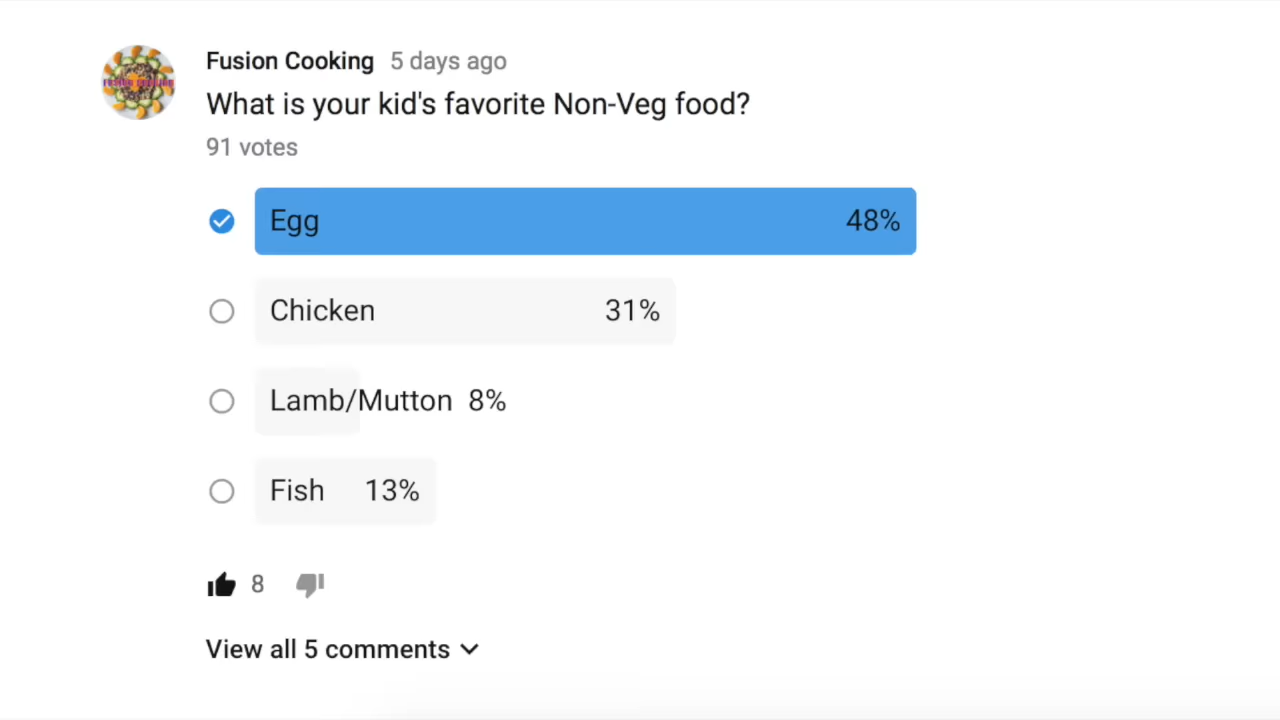 Fusion Cooking 5 days ago
What is your kid's favorite Non-Veg food?
91 votes
Egg 48%
Chicken 31%
Lamb/Mutton 8%
Fish 13%
8
View all 5 comments